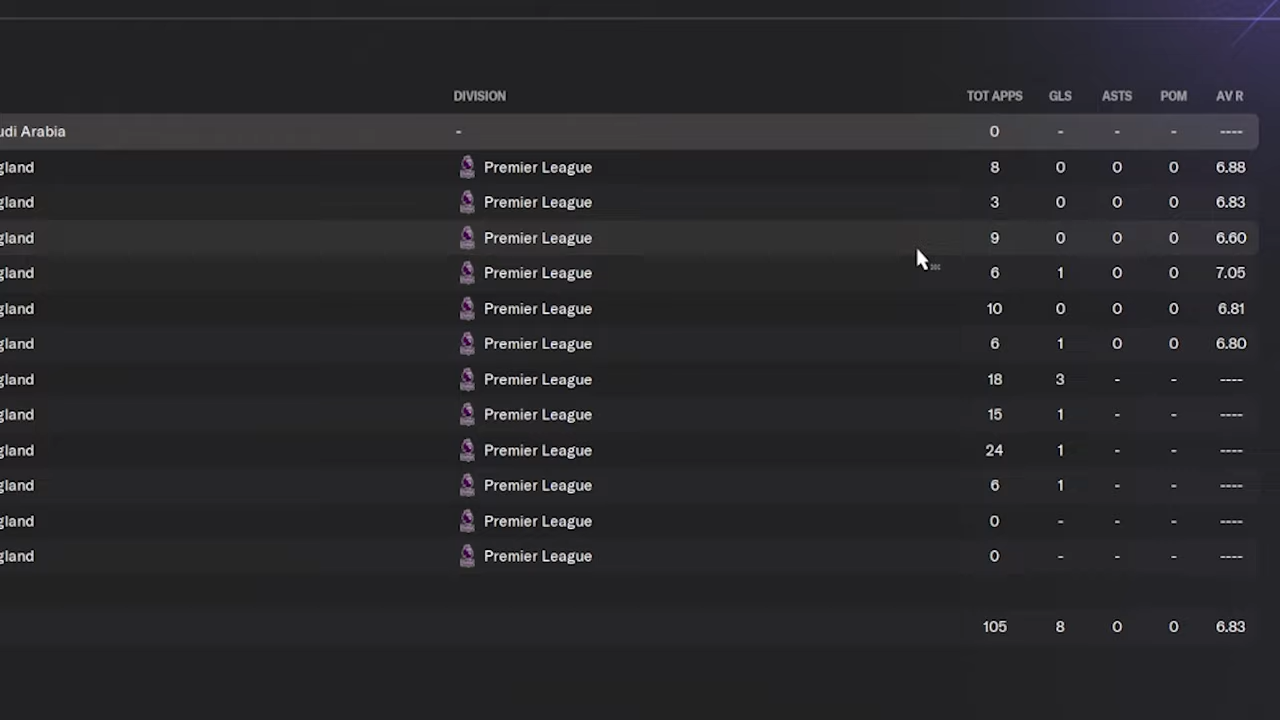 DIVISION TOT APPS GLS ASTS POM AV R
udi Arabia - 0 - - - ----
gland Premier League 8 0 0 0 6.88
gland Premier League 3 0 0 0 6.83
gland Premier League 9 0 0 0 6.60
gland Premier League 6 1 0 0 7.05
gland Premier League 10 0 0 0 6.81
gland Premier League 6 1 0 0 6.80
gland Premier League 18 3 - - ----
gland Premier League 15 1 - - ----
gland Premier League 24 1 - - ----
gland Premier League 6 1 - - ----
gland Premier League 0 - - - ----
gland Premier League 0 - - - ----
105 8 0 0 6.83